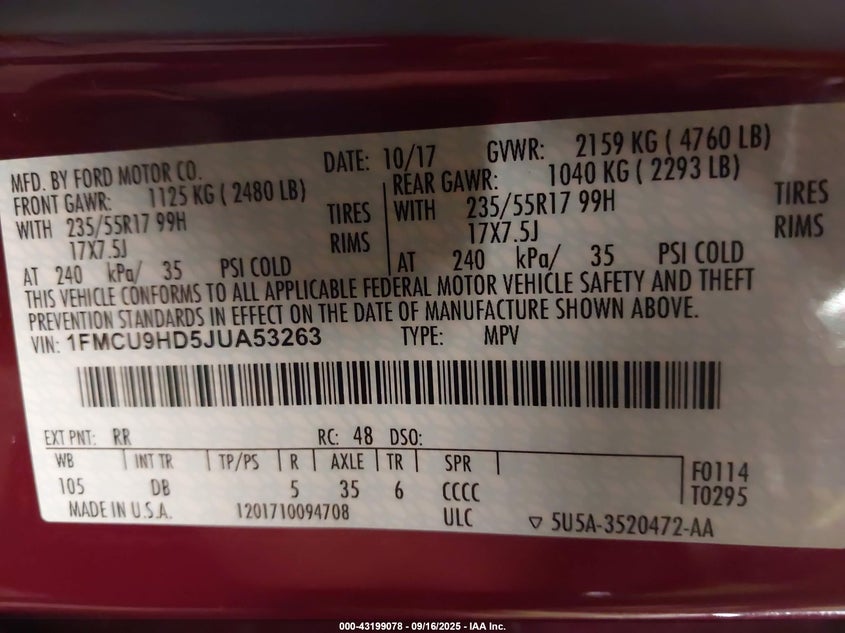 MFD. BY FORD MOTOR CO. DATE: 10/17 GVWR: 2159 KG ( 4760 LB)
FRONT GAWR: 1125 KG ( 2480 LB) REAR GAWR: 1040 KG ( 2293 LB)
WITH 235/55R17 99H TIRES WITH 235/55R17 99H TIRES
17X7.5J RIMS 17X7.5J RIMS
AT 240 kPa/ 35 PSI COLD AT 240 kPa/ 35 PSI COLD
THIS VEHICLE CONFORMS TO ALL APPLICABLE FEDERAL MOTOR VEHICLE SAFETY AND THEFT
PREVENTION STANDARDS IN EFFECT ON THE DATE OF MANUFACTURE SHOWN ABOVE.
VIN: 1FMCU9HD5JUA53263 TYPE: MPV
EXT PNT: RR RC: 48 DSO:
WB INT TR TP/PS R AXLE TR SPR F0114
105 DB 5 35 6 CCCC T0295
MADE IN U.S.A. 1201710094708 ULC ▽ 5U5A-3520472-AA
000-43199078 - 09/16/2025 - IAA Inc.